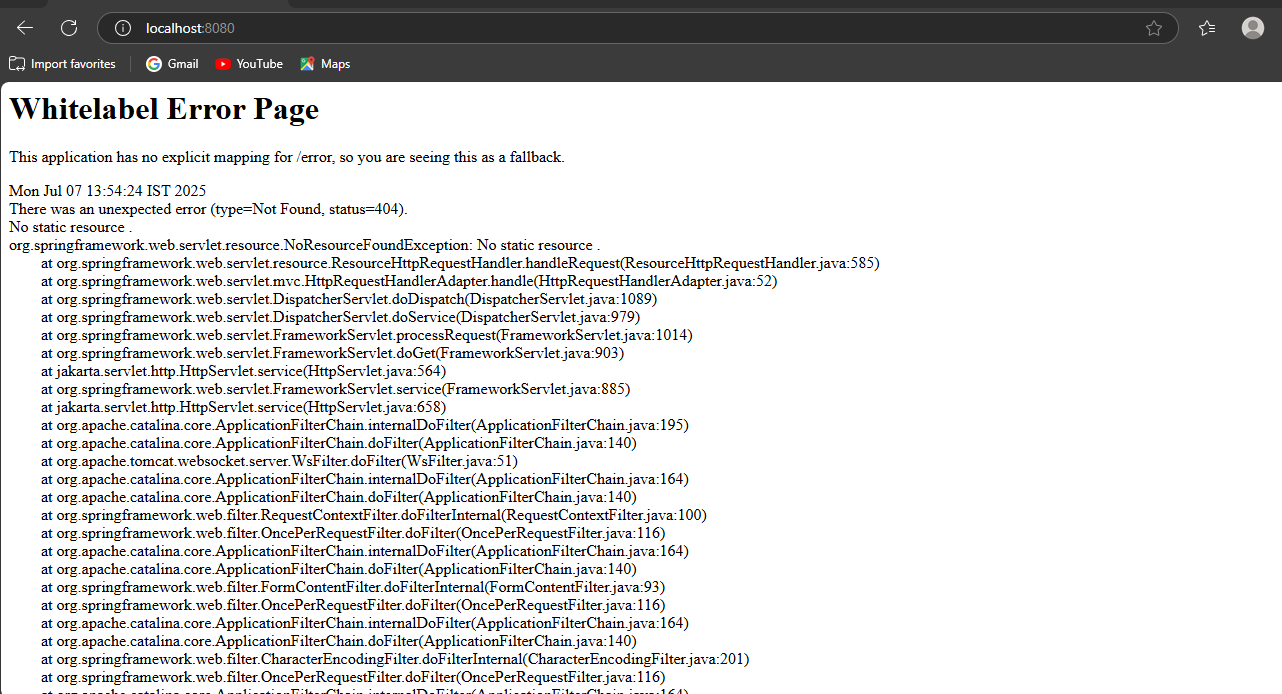 localhost:8080
Import favorites
Gmail
YouTube
Maps
Whitelabel Error Page
This application has no explicit mapping for /error, so you are seeing this as a fallback.
Mon Jul 07 13:54:24 IST 2025
There was an unexpected error (type=Not Found, status=404).
No static resource .
org.springframework.web.servlet.resource.NoResourceFoundException: No static resource .
at org.springframework.web.servlet.resource.ResourceHttpRequestHandler.handleRequest(ResourceHttpRequestHandler.java:585)
at org.springframework.web.servlet.mvc.HttpRequestHandlerAdapter.handle(HttpRequestHandlerAdapter.java:52)
at org.springframework.web.servlet.DispatcherServlet.doDispatch(DispatcherServlet.java:1089)
at org.springframework.web.servlet.DispatcherServlet.doService(DispatcherServlet.java:979)
at org.springframework.web.servlet.FrameworkServlet.processRequest(FrameworkServlet.java:1014)
at org.springframework.web.servlet.FrameworkServlet.doGet(FrameworkServlet.java:903)
at jakarta.servlet.http.HttpServlet.service(HttpServlet.java:564)
at org.springframework.web.servlet.FrameworkServlet.service(FrameworkServlet.java:885)
at jakarta.servlet.http.HttpServlet.service(HttpServlet.java:658)
at org.apache.catalina.core.ApplicationFilterChain.internalDoFilter(ApplicationFilterChain.java:195)
at org.apache.catalina.core.ApplicationFilterChain.doFilter(ApplicationFilterChain.java:140)
at org.apache.tomcat.websocket.server.WsFilter.doFilter(WsFilter.java:51)
at org.apache.catalina.core.ApplicationFilterChain.internalDoFilter(ApplicationFilterChain.java:164)
at org.apache.catalina.core.ApplicationFilterChain.doFilter(ApplicationFilterChain.java:140)
at org.springframework.web.filter.RequestContextFilter.doFilterInternal(RequestContextFilter.java:100)
at org.springframework.web.filter.OncePerRequestFilter.doFilter(OncePerRequestFilter.java:116)
at org.apache.catalina.core.ApplicationFilterChain.internalDoFilter(ApplicationFilterChain.java:164)
at org.apache.catalina.core.ApplicationFilterChain.doFilter(ApplicationFilterChain.java:140)
at org.springframework.web.filter.FormContentFilter.doFilterInternal(FormContentFilter.java:93)
at org.springframework.web.filter.OncePerRequestFilter.doFilter(OncePerRequestFilter.java:116)
at org.apache.catalina.core.ApplicationFilterChain.internalDoFilter(ApplicationFilterChain.java:164)
at org.apache.catalina.core.ApplicationFilterChain.doFilter(ApplicationFilterChain.java:140)
at org.springframework.web.filter.CharacterEncodingFilter.doFilterInternal(CharacterEncodingFilter.java:201)
at org.springframework.web.filter.OncePerRequestFilter.doFilter(OncePerRequestFilter.java:116)
at org.apache.catalina.core.ApplicationFilterChain.internalDoFilter(ApplicationFilterChain.java:164)